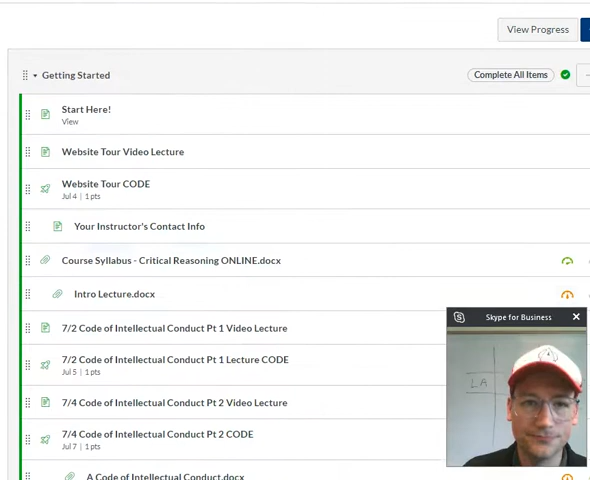 View Progress
Getting Started
Complete All Items
Start Here!
View
Website Tour Video Lecture
Website Tour CODE
Jul 4 | 1 pts
Your Instructor's Contact Info
Course Syllabus - Critical Reasoning ONLINE.docx
Intro Lecture.docx
Skype for Business
7/2 Code of Intellectual Conduct Pt 1 Video Lecture
7/2 Code of Intellectual Conduct Pt 1 Lecture CODE
Jul 5 | 1 pts
LA
7/4 Code of Intellectual Conduct Pt 2 Video Lecture
7/4 Code of Intellectual Conduct Pt 2 CODE
Jul 7 | 1 pts
A Code of Intellectual Conduct.docx